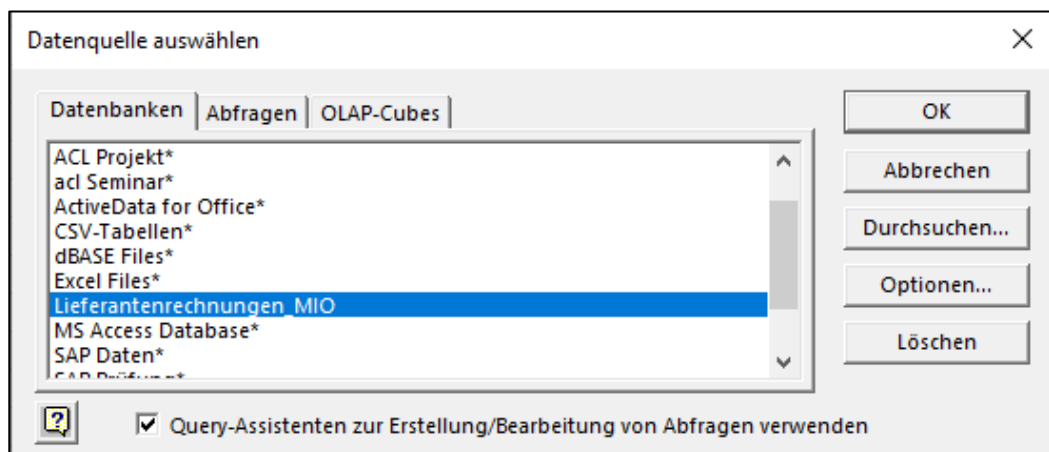 Datenquelle auswählen
Datenbanken Abfragen OLAP-Cubes
ACL Projekt*
acl Seminar*
ActiveData for Office*
CSV-Tabellen*
dBASE Files*
Excel Files*
Lieferantenrechnungen_MIO
MS Access Database*
SAP Daten*
SAP Prüfung*
OK
Abbrechen
Durchsuchen...
Optionen...
Löschen
? Query-Assistenten zur Erstellung/Bearbeitung von Abfragen verwenden